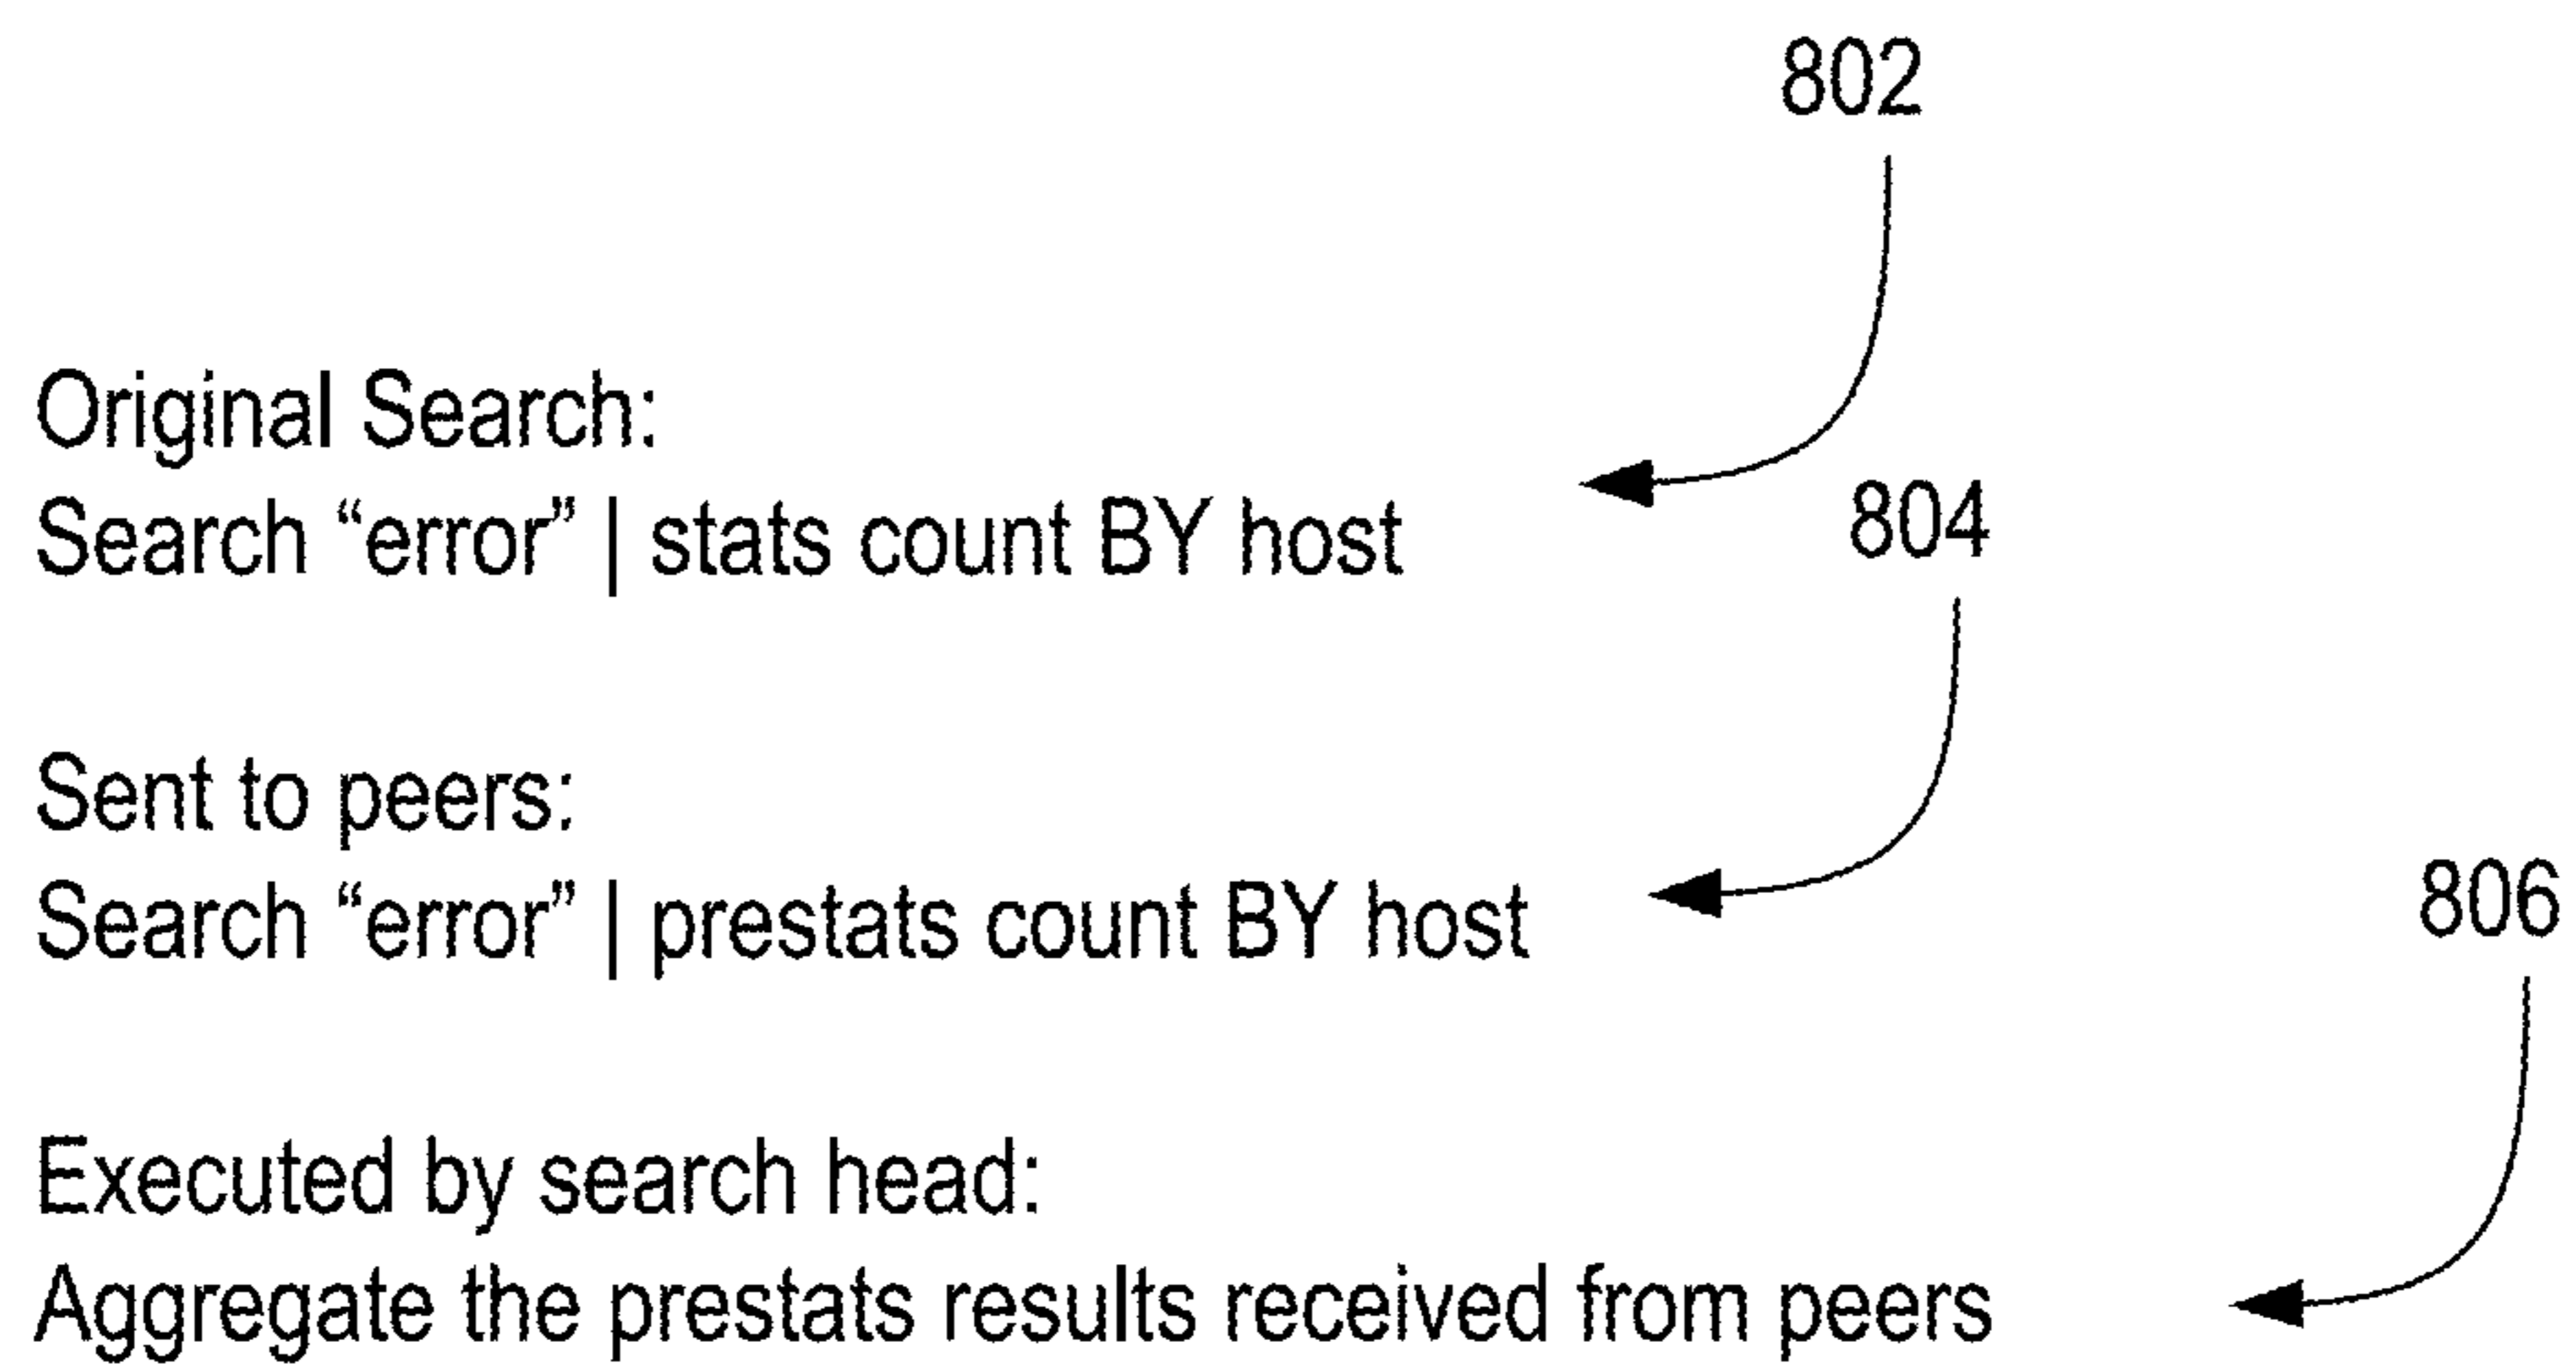 802
Original Search:
Search “error” | stats count BY host
804
Sent to peers:
Search “error” | prestats count BY host
806
Executed by search head:
Aggregate the prestats results received from peers